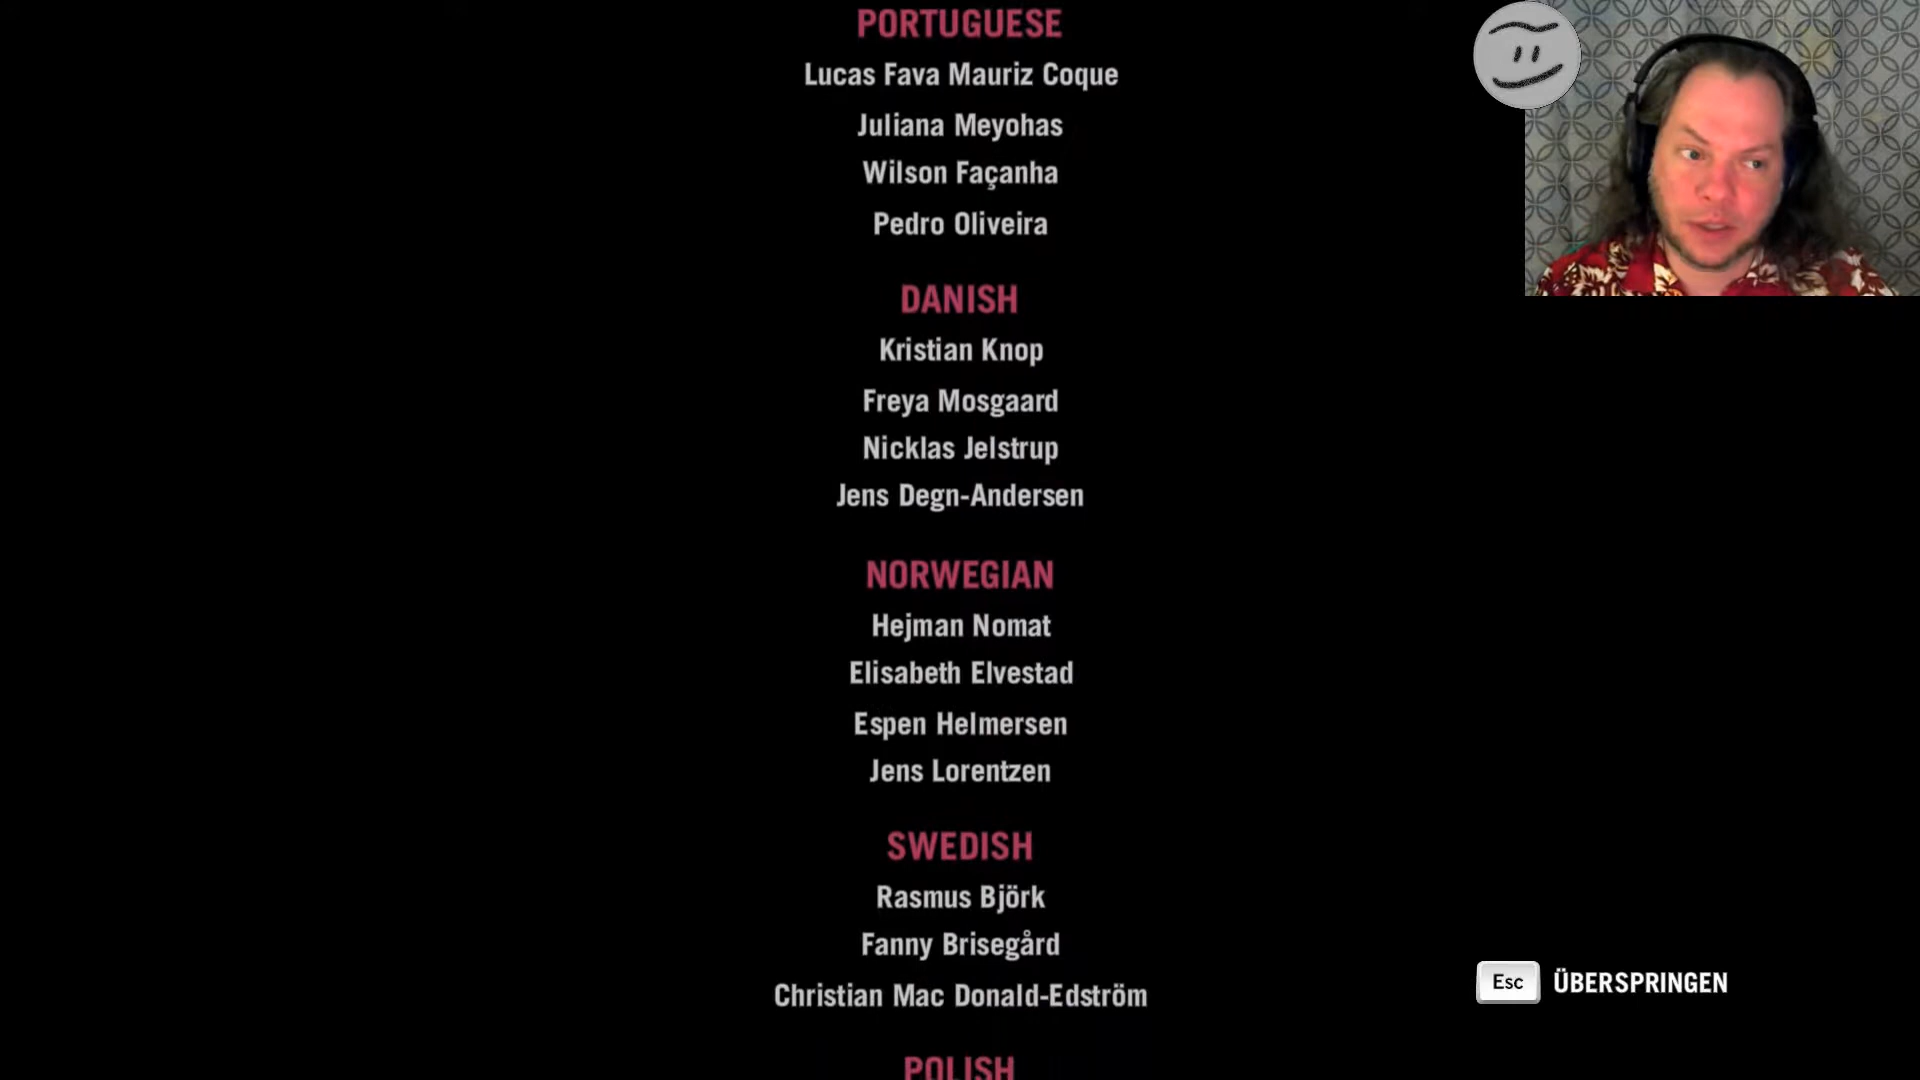 PORTUGUESE
Lucas Fava Mauriz Coque
Juliana Meyohas
Wilson Façanha
Pedro Oliveira
DANISH
Kristian Knop
Freya Mosgaard
Nicklas Jelstrup
Jens Degn-Andersen
NORWEGIAN
Hejman Nomat
Elisabeth Elvestad
Espen Helmersen
Jens Lorentzen
SWEDISH
Rasmus Björk
Fanny Brisegård
Christian Mac Donald-Edström
Esc ÜBERSPRINGEN
POLISH